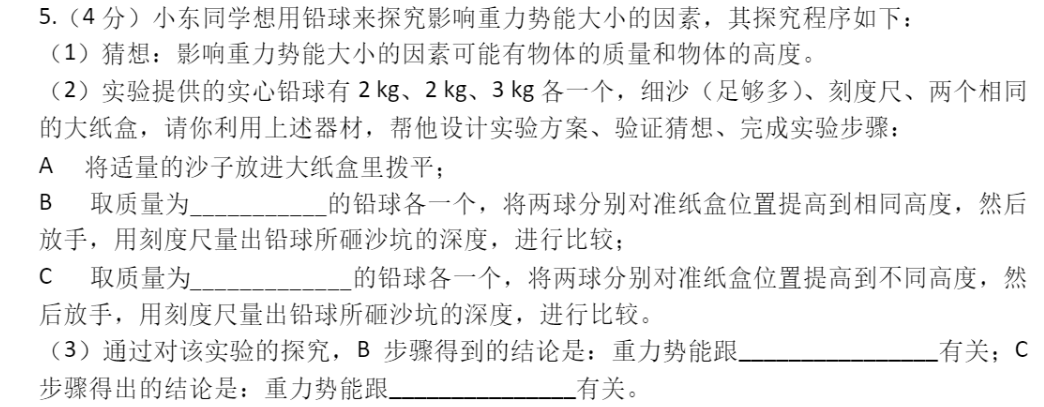 5.（4 分）小东同学想用铅球来探究影响重力势能大小的因素，其探究程序如下：
（1）猜想：影响重力势能大小的因素可能有物体的质量和物体的高度。
（2）实验提供的实心铅球有 2 kg、2 kg、3 kg 各一个，细沙（足够多）、刻度尺、两个相同
的大纸盒，请你利用上述器材，帮他设计实验方案、验证猜想、完成实验步骤：
A 将适量的沙子放进大纸盒里拨平；
B 取质量为___________的铅球各一个，将两球分别对准纸盒位置提高到相同高度，然后
放手，用刻度尺量出铅球所砸沙坑的深度，进行比较；
C 取质量为_____________的铅球各一个，将两球分别对准纸盒位置提高到不同高度，然
后放手，用刻度尺量出铅球所砸沙坑的深度，进行比较。
（3）通过对该实验的探究，B 步骤得到的结论是：重力势能跟________________有关；C
步骤得出的结论是：重力势能跟_______________有关。